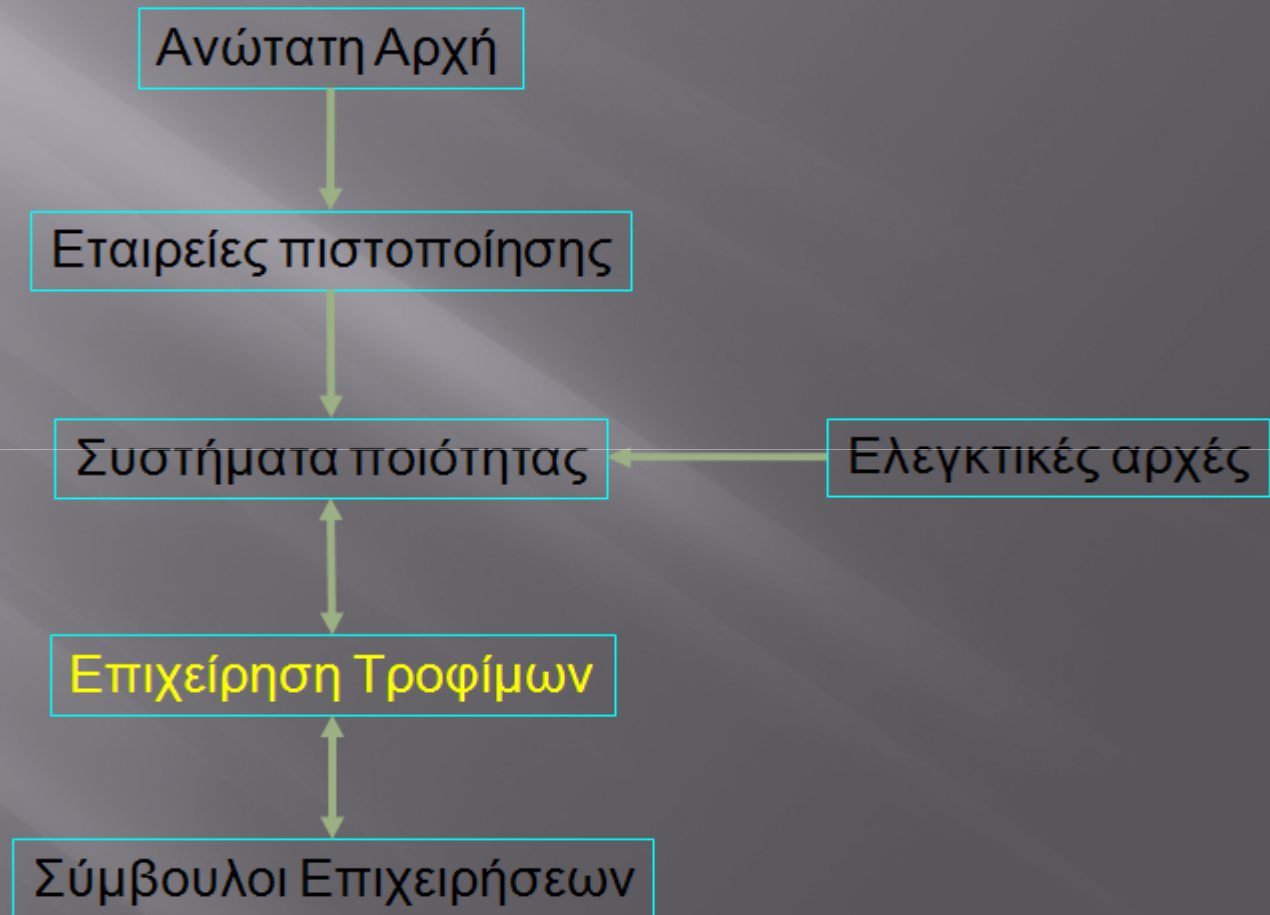 Ανώτατη Αρχή
Εταιρείες πιστοποίησης
Συστήματα ποιότητας
Ελεγκτικές αρχές
Επιχείρηση Τροφίμων
Σύμβουλοι Επιχειρήσεων